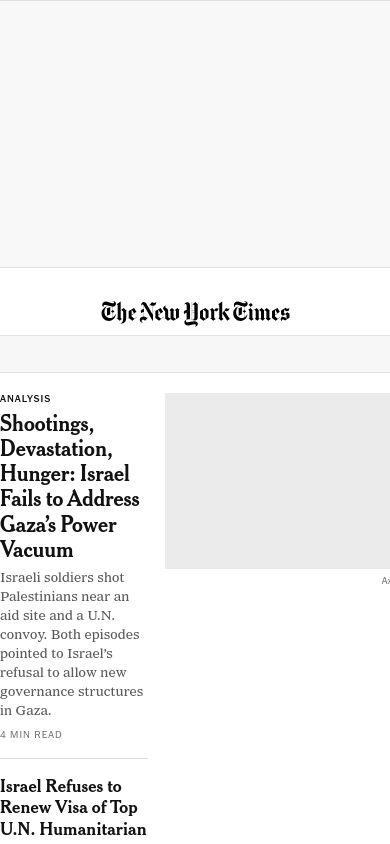 The New York Times
ANALYSIS
Shootings,
Devastation,
Hunger: Israel
Fails to Address
Gaza's Power
Vacuum
Israeli soldiers shot
Palestinians near an
aid site and a U.N.
convoy. Both episodes
pointed to Israel's
refusal to allow new
governance structures
in Gaza.
4 MIN READ
Israel Refuses to
Renew Visa of Top
U.N. Humanitarian